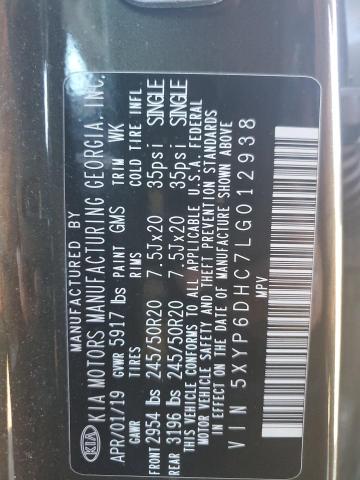 MANUFACTURED BY
KIA KIA MOTORS MANUFACTURING GEORGIA, INC.
APR/01/19 GVWR 5917 lbs PAINT GMS TRIM WK
TIRES RIMS COLD TIRE INFL
FRONT 2954 lbs 245/50R20 7.5Jx20 35psi SINGLE
REAR 3196 lbs 245/50R20 7.5Jx20 35psi SINGLE
THIS VEHICLE CONFORMS TO ALL APPLICABLE U.S.A. FEDERAL
MOTOR VEHICLE SAFETY AND THEFT PREVENTION STANDARDS
IN EFFECT ON THE DATE OF MANUFACTURE SHOWN ABOVE
VIN 5XYP6DHC7LG012938
MPV